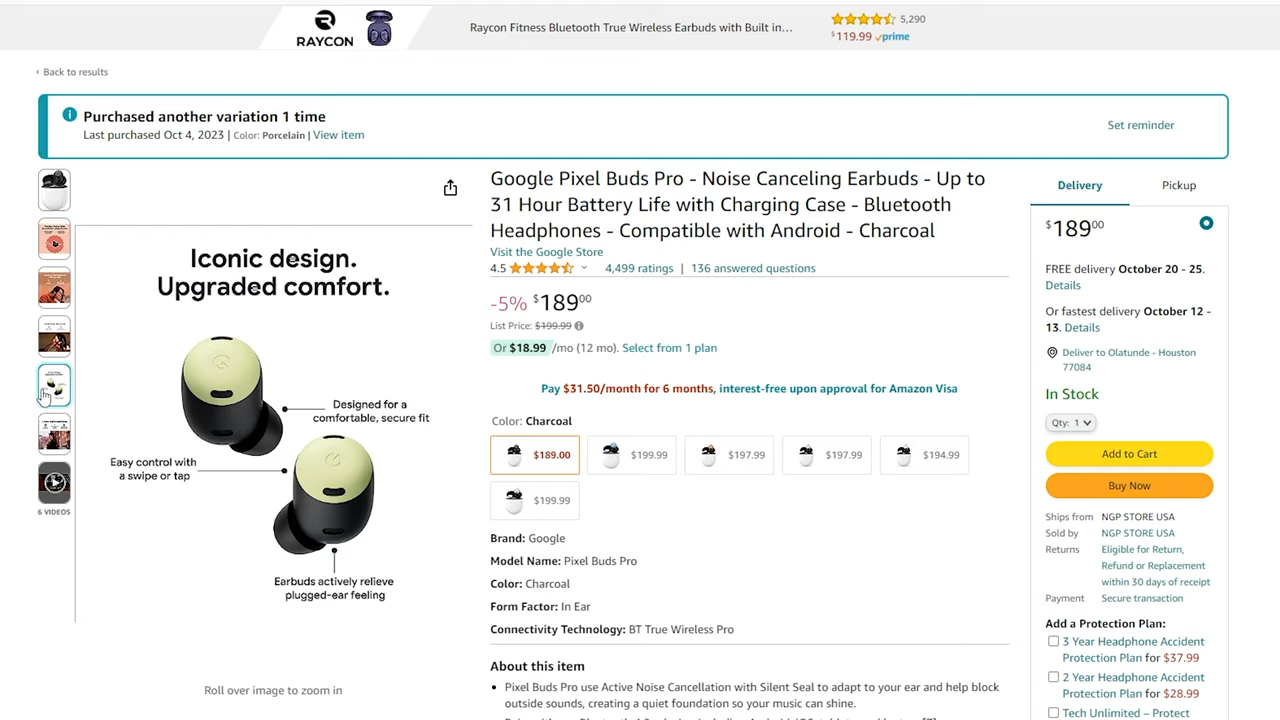 RAYCON
Raycon Fitness Bluetooth True Wireless Earbuds with Built in…
5,290
$119.99 prime
‹ Back to results
Purchased another variation 1 time
Last purchased Oct 4, 2023 | Color: Porcelain | View item
Set reminder
Iconic design.
Upgraded comfort.
Designed for a
comfortable, secure fit
Easy control with
a swipe or tap
Earbuds actively relieve
plugged-ear feeling
6 VIDEOS
Roll over image to zoom in
Google Pixel Buds Pro - Noise Canceling Earbuds - Up to
31 Hour Battery Life with Charging Case - Bluetooth
Headphones - Compatible with Android - Charcoal
Visit the Google Store
4.5 4,499 ratings | 136 answered questions
-5% $189 00
List Price: $199.99
Or $18.99 /mo (12 mo). Select from 1 plan
Pay $31.50/month for 6 months, interest-free upon approval for Amazon Visa
Color: Charcoal
$189.00 $199.99 $197.99 $197.99 $194.99
$199.99
Brand: Google
Model Name: Pixel Buds Pro
Color: Charcoal
Form Factor: In Ear
Connectivity Technology: BT True Wireless Pro
About this item
• Pixel Buds Pro use Active Noise Cancellation with Silent Seal to adapt to your ear and help block
outside sounds, creating a quiet foundation so your music can shine.
Delivery Pickup
$189 00
FREE delivery October 20 - 25.
Details
Or fastest delivery October 12 -
13. Details
Deliver to Olatunde - Houston
77084
In Stock
Qty: 1
Add to Cart
Buy Now
Ships from NGP STORE USA
Sold by NGP STORE USA
Returns Eligible for Return,
Refund or Replacement
within 30 days of receipt
Payment Secure transaction
Add a Protection Plan:
3 Year Headphone Accident
Protection Plan for $37.99
2 Year Headphone Accident
Protection Plan for $28.99
Tech Unlimited – Protect